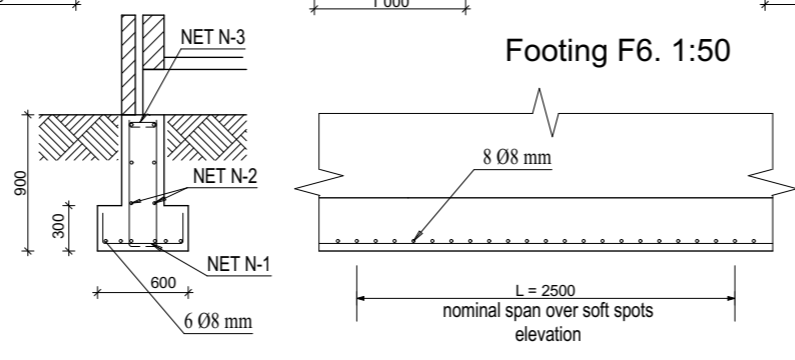 1 000
NET N-3
Footing F6. 1:50
8 Ø8 mm
900
NET N-2
300
NET N-1
600
L = 2500
nominal span over soft spots
6 Ø8 mm
elevation